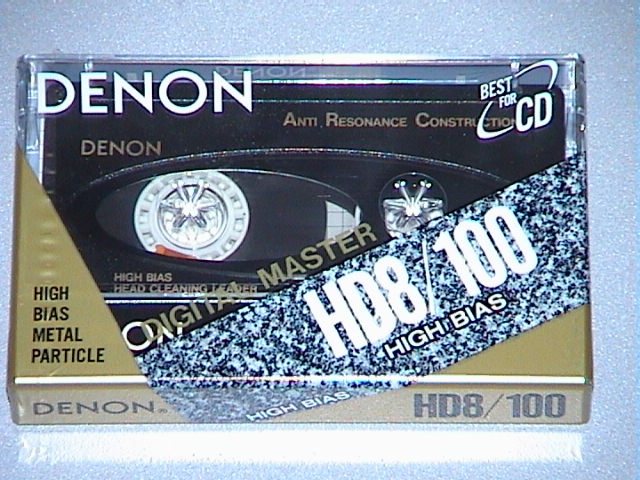 DENON
DENON
BEST
FOR
CD
ANTI RESONANCE CONSTRUCTION
DENON
DIGITAL MASTER
HD8/100
HIGH BIAS
HIGH BIAS
HEAD CLEANING LEADER
HIGH
BIAS
METAL
PARTICLE
DENON®
HIGH BIAS
HD8/100